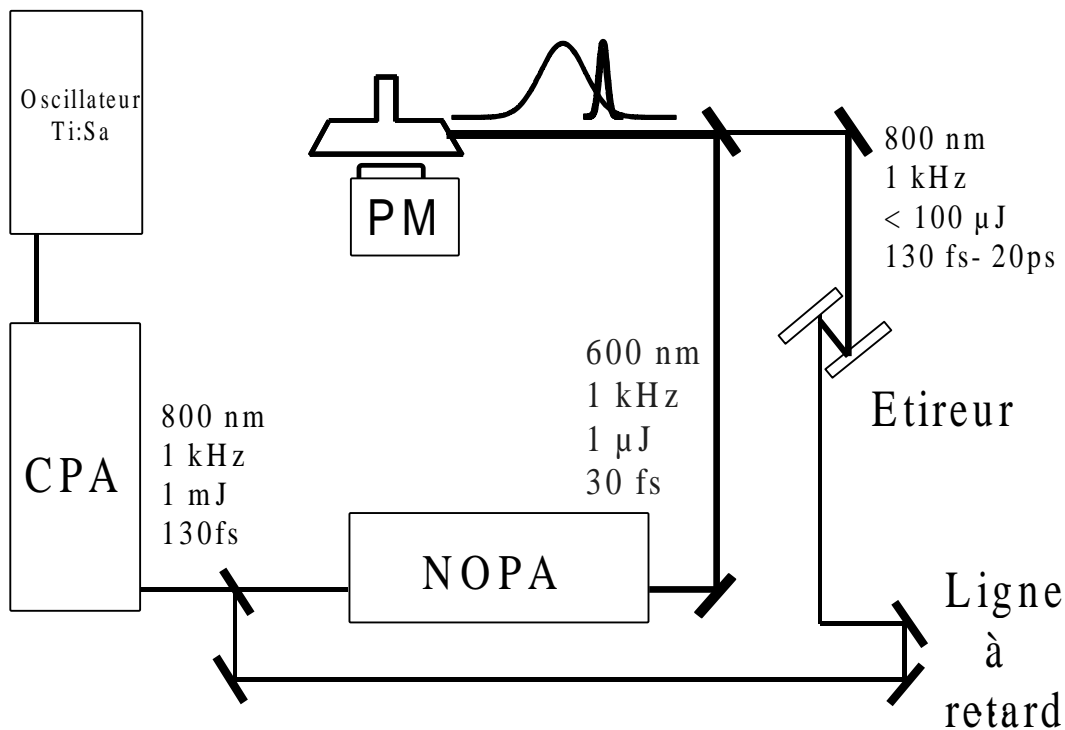 Oscillateur
Ti:Sa
PM
800 nm
1 kHz
< 100 µJ
130 fs- 20ps
600 nm
1 kHz
1 µJ
30 fs
Etireur
800 nm
1 kHz
1 mJ
130fs
CPA
NOPA
Ligne
à
retard